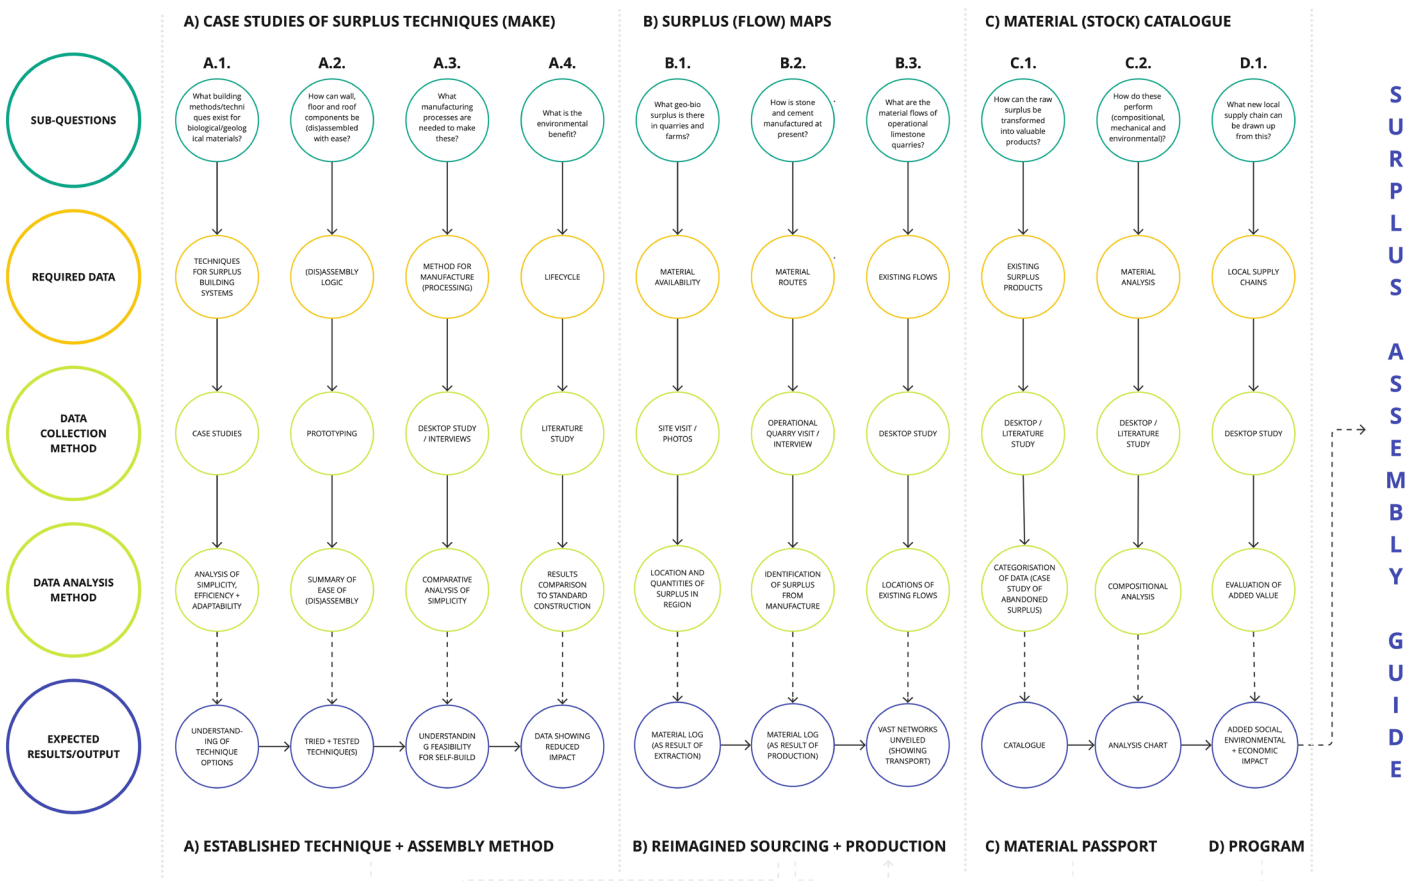 A) CASE STUDIES OF SURPLUS TECHNIQUES (MAKE)
B) SURPLUS (FLOW) MAPS
C) MATERIAL (STOCK) CATALOGUE
A.1.
A.2.
A.3.
A.4.
B.1.
B.2.
B.3.
C.1.
C.2.
D.1.
SUB-QUESTIONS
What building
methods/techni
ques exist for
biological/geolog
ical materials?
How can wall,
floor and roof
components be
(dis)assembled
with ease?
What
manufacturing
processes are
needed to make
these?
What is the
environmental
benefit?
What geo-bio
surplus is there
in quarries and
farms?
How is stone
and cement
manufactured at
present?
What are the
material flows of
operational
limestone
quarries?
How can the raw
surplus be
transformed
into valuable
products?
How do these
perform
(compositional,
mechanical and
environmental)?
What new local
supply chain can
be drawn up
from this?
REQUIRED DATA
TECHNIQUES
FOR SURPLUS
BUILDING
SYSTEMS
(DIS)ASSEMBLY
LOGIC
METHOD FOR
MANUFACTURE
(PROCESSING)
LIFECYCLE
MATERIAL
AVAILABILITY
MATERIAL
ROUTES
EXISTING FLOWS
EXISTING
SURPLUS
PRODUCTS
MATERIAL
ANALYSIS
LOCAL SUPPLY
CHAINS
DATA
COLLECTION
METHOD
CASE STUDIES
PROTOTYPING
DESKTOP STUDY
/ INTERVIEWS
LITERATURE
STUDY
SITE VISIT /
PHOTOS
OPERATIONAL
QUARRY VISIT /
INTERVIEW
DESKTOP STUDY
DESKTOP /
LITERATURE
STUDY
DESKTOP /
LITERATURE
STUDY
DESKTOP STUDY
DATA ANALYSIS
METHOD
ANALYSIS OF
SIMPLICITY,
EFFICIENCY +
ADAPTABILITY
SUMMARY OF
EASE OF
(DIS)ASSEMBLY
COMPARATIVE
ANALYSIS OF
SIMPLICITY
RESULTS
COMPARISON
TO STANDARD
CONSTRUCTION
LOCATION AND
QUANTITIES OF
SURPLUS IN
REGION
IDENTIFICATION
OF SURPLUS
FROM
MANUFACTURE
LOCATIONS OF
EXISTING FLOWS
CATEGORISATION
OF DATA (CASE
STUDY OF
ABANDONED
SURPLUS)
COMPOSITIONAL
ANALYSIS
EVALUATION OF
ADDED VALUE
EXPECTED
RESULTS/OUTPUT
UNDERSTAND-
ING OF
TECHNIQUE
OPTIONS
TRIED + TESTED
TECHNIQUE(S)
UNDERSTANDIN
G FEASIBILITY
FOR SELF-BUILD
DATA SHOWING
REDUCED
IMPACT
MATERIAL LOG
(AS RESULT OF
EXTRACTION)
MATERIAL LOG
(AS RESULT OF
PRODUCTION)
VAST NETWORKS
UNVEILED
(SHOWING
TRANSPORT)
CATALOGUE
ANALYSIS CHART
ADDED SOCIAL,
ENVIRONMENTAL
+ ECONOMIC
IMPACT
A) ESTABLISHED TECHNIQUE + ASSEMBLY METHOD
B) REIMAGINED SOURCING + PRODUCTION
C) MATERIAL PASSPORT
D) PROGRAM
SURPLUS ASSEMBLY GUIDE